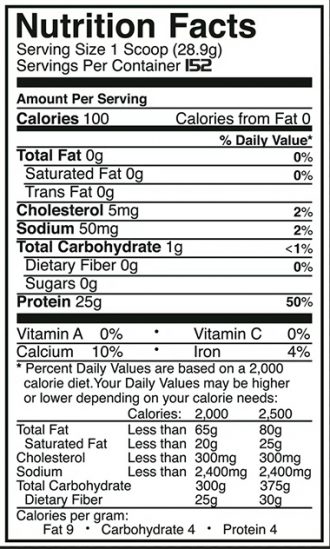 Nutrition Facts
Serving Size 1 Scoop (28.9g)
Servings Per Container 152
Amount Per Serving
Calories 100 Calories from Fat 0
% Daily Value*
Total Fat 0g 0%
Saturated Fat 0g 0%
Trans Fat 0g
Cholesterol 5mg 2%
Sodium 50mg 2%
Total Carbohydrate 1g <1%
Dietary Fiber 0g 0%
Sugars 0g
Protein 25g 50%
Vitamin A 0% • Vitamin C 0%
Calcium 10% • Iron 4%
* Percent Daily Values are based on a 2,000
calorie diet.Your Daily Values may be higher
or lower depending on your calorie needs:
Calories: 2,000 2,500
Total Fat Less than 65g 80g
Saturated Fat Less than 20g 25g
Cholesterol Less than 300mg 300mg
Sodium Less than 2,400mg 2,400mg
Total Carbohydrate 300g 375g
Dietary Fiber 25g 30g
Calories per gram:
Fat 9 • Carbohydrate 4 • Protein 4